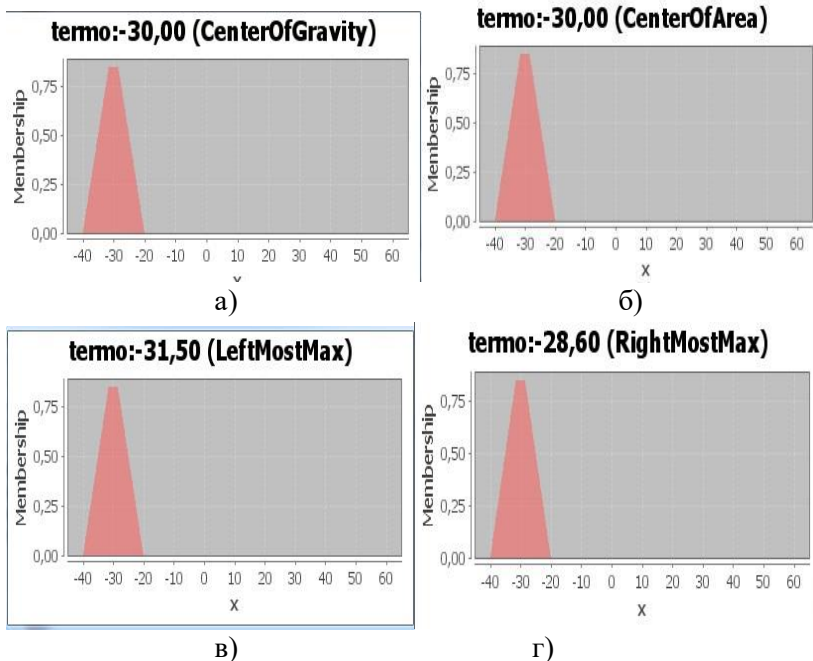 termo:-30,00 (CenterOfGravity)
Membership
0,75
0,50
0,25
0,00
-40 -30 -20 -10 0 10 20 30 40 50 60
а)
termo:-30,00 (CenterOfArea)
Membership
0,75
0,50
0,25
0,00
-40 -30 -20 -10 0 10 20 30 40 50 60
x
б)
termo:-31,50 (LeftMostMax)
Membership
0,75
0,50
0,25
0,00
-40 -30 -20 -10 0 10 20 30 40 50 60
x
в)
termo:-28,60 (RightMostMax)
Membership
0,75
0,50
0,25
0,00
-40 -30 -20 -10 0 10 20 30 40 50 60
x
г)